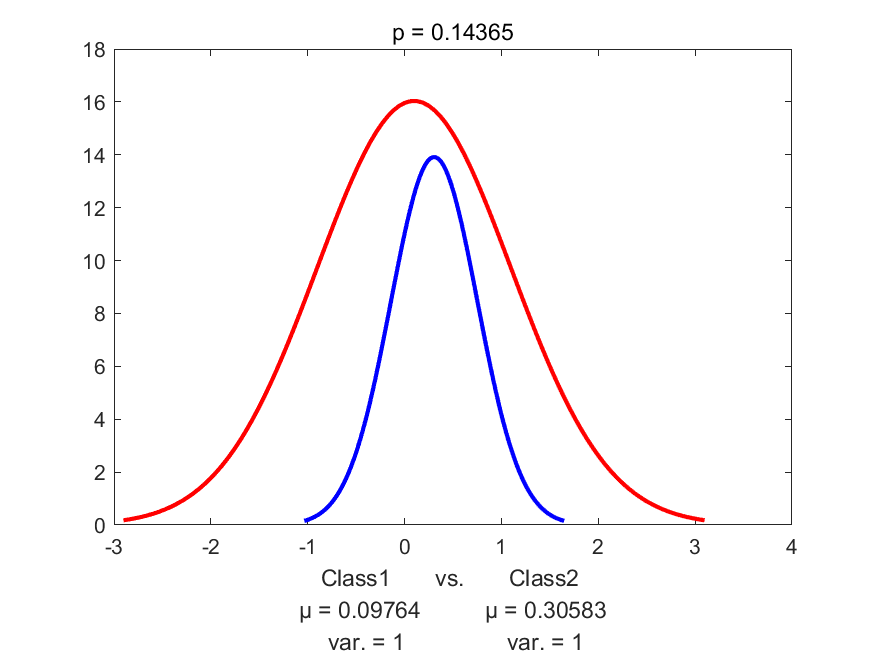 p = 0.14365
18
16
14
12
10
8
6
4
2
0
-3 -2 -1 0 1 2 3 4
Class1 vs. Class2
μ = 0.09764 μ = 0.30583
var. = 1 var. = 1